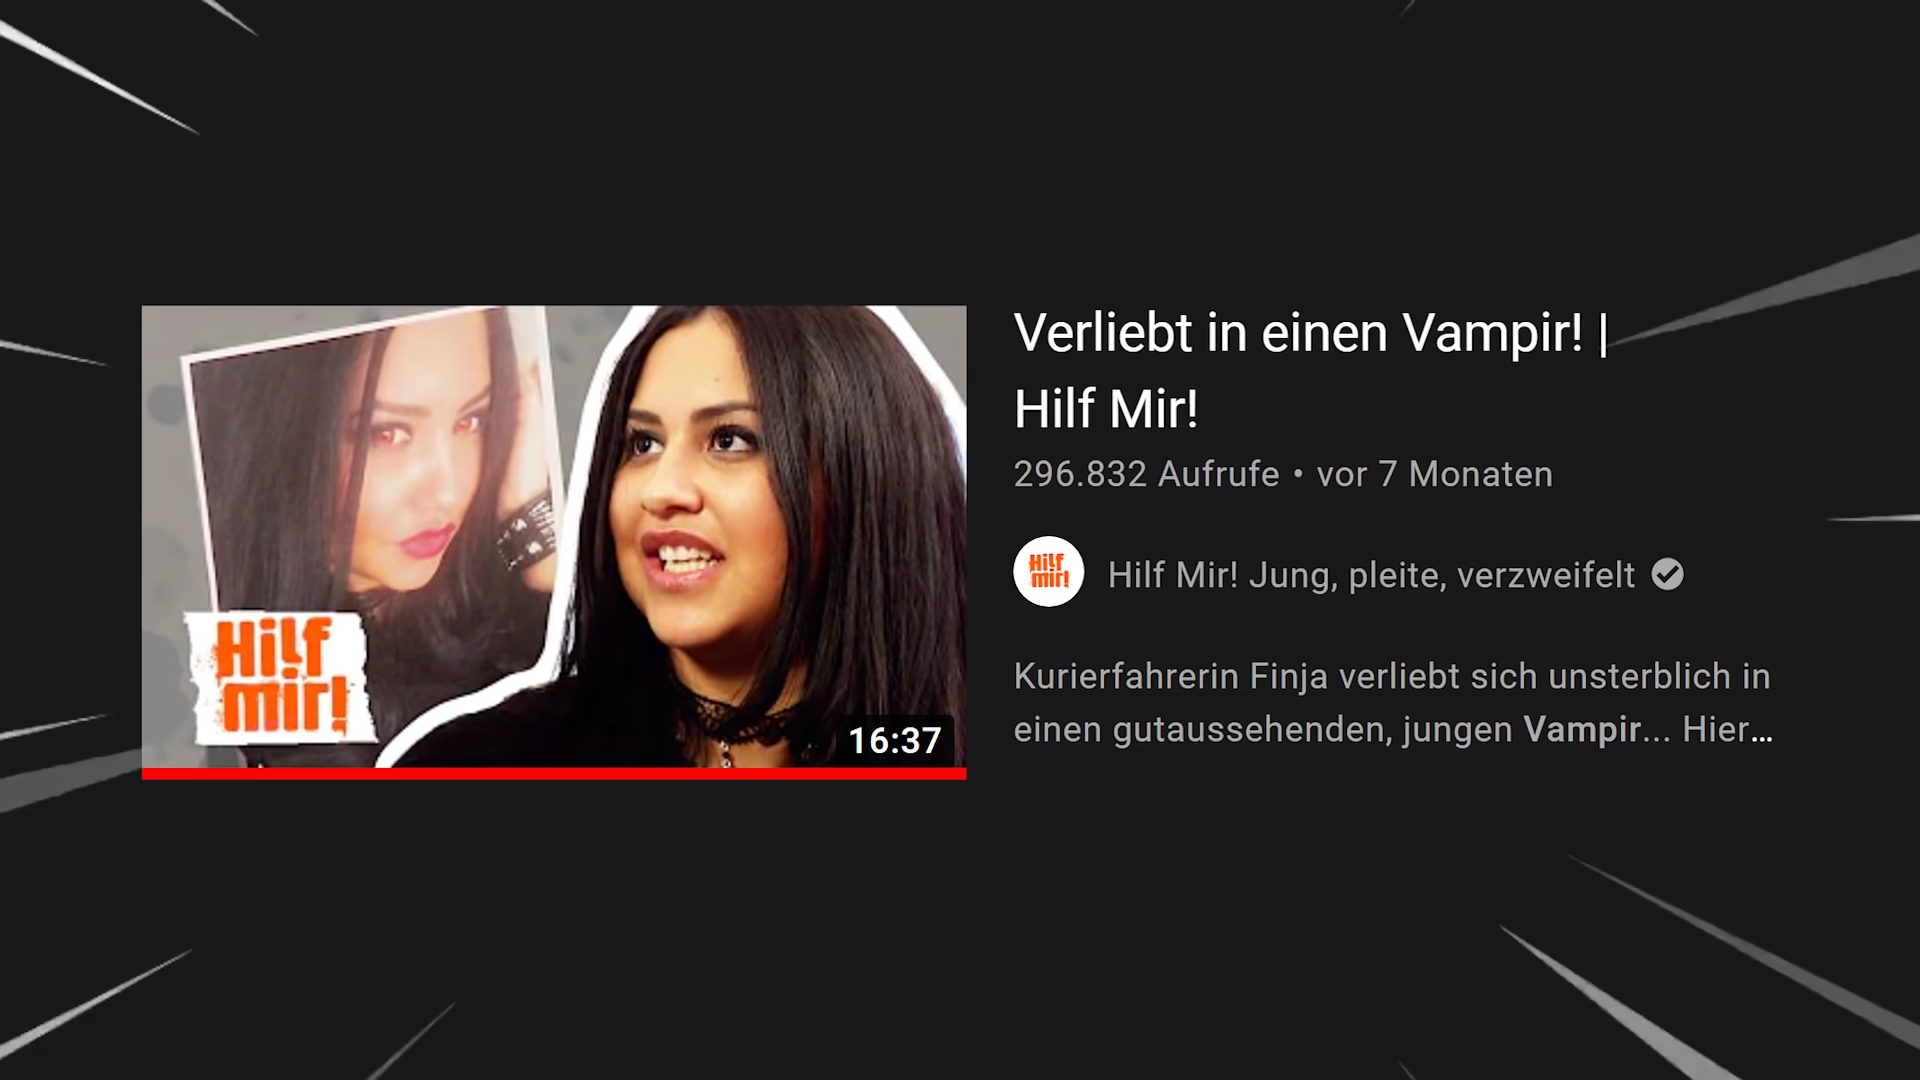 Hilf
mir!
16:37
Verliebt in einen Vampir! |
Hilf Mir!
296.832 Aufrufe • vor 7 Monaten
Hilf
mir!
Hilf Mir! Jung, pleite, verzweifelt
Kurierfahrerin Finja verliebt sich unsterblich in
einen gutaussehenden, jungen Vampir... Hier...